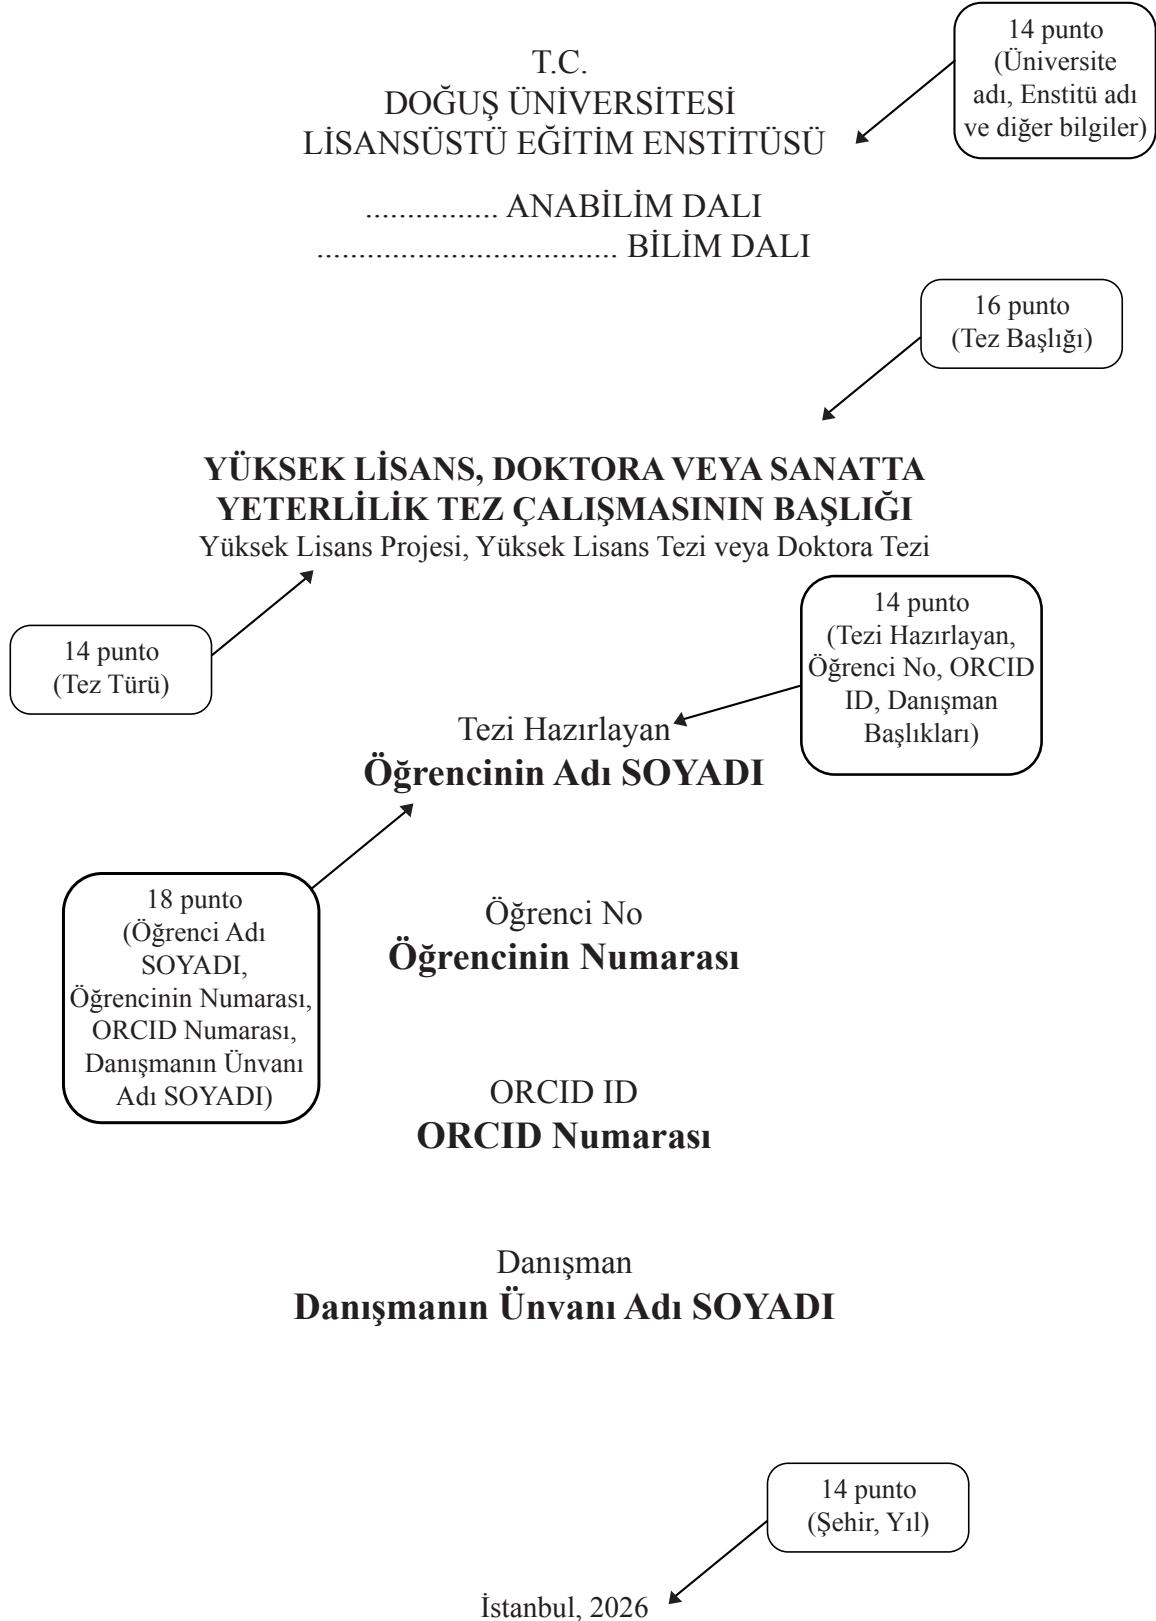 14 punto
(Üniversite
adı, Enstitü adı
ve diğer bilgiler)
T.C.
DOĞUŞ ÜNİVERSİTESİ
LİSANSÜSTÜ EĞİTİM ENSTİTÜSÜ
................ ANABİLİM DALI
.................................... BİLİM DALI
16 punto
(Tez Başlığı)
YÜKSEK LİSANS, DOKTORA VEYA SANATTA
YETERLİLİK TEZ ÇALIŞMASININ BAŞLIĞI
Yüksek Lisans Projesi, Yüksek Lisans Tezi veya Doktora Tezi
14 punto
(Tez Türü)
14 punto
(Tezi Hazırlayan,
Öğrenci No, ORCID
ID, Danışman
Başlıkları)
Tezi Hazırlayan
Öğrencinin Adı SOYADI
18 punto
(Öğrenci Adı
SOYADI,
Öğrencinin Numarası,
ORCID Numarası,
Danışmanın Ünvanı
Adı SOYADI)
Öğrenci No
Öğrencinin Numarası
ORCID ID
ORCID Numarası
Danışman
Danışmanın Ünvanı Adı SOYADI
14 punto
(Şehir, Yıl)
İstanbul, 2026